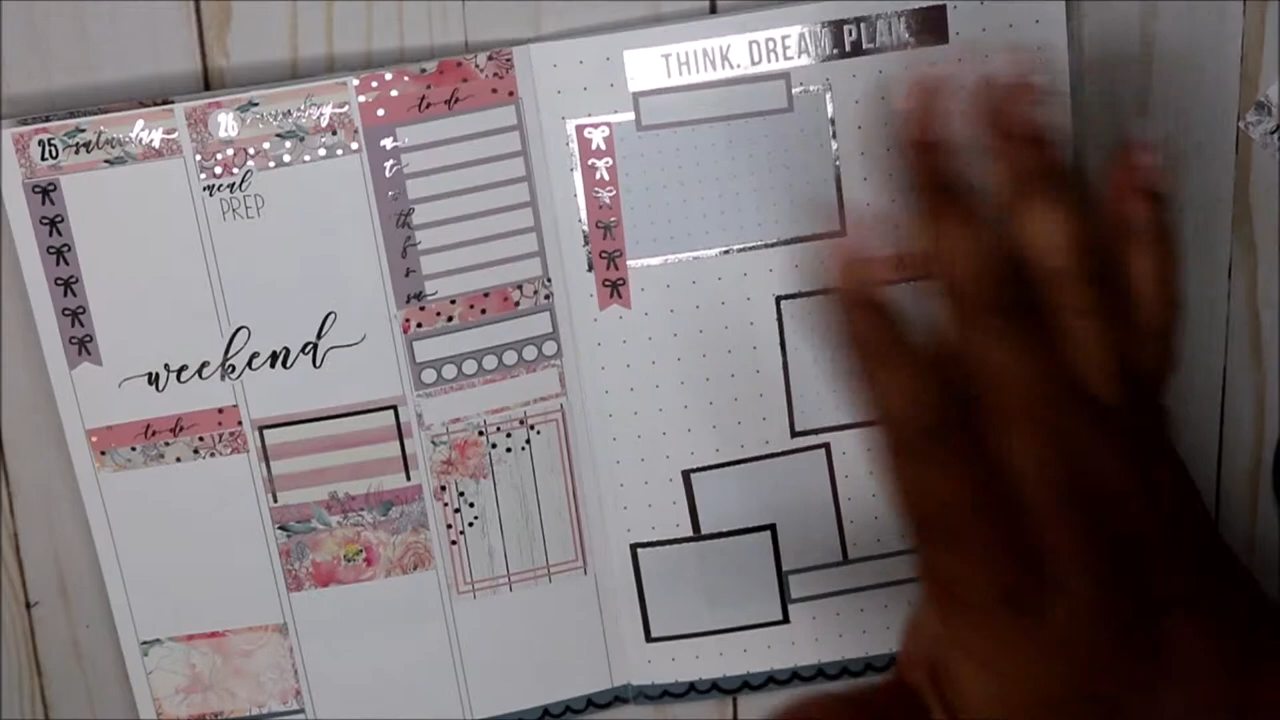 THINK. DREAM. PLAN.
25 saturday
26 sunday
to do
meal
PREP
th
f
s
su
weekend
to do